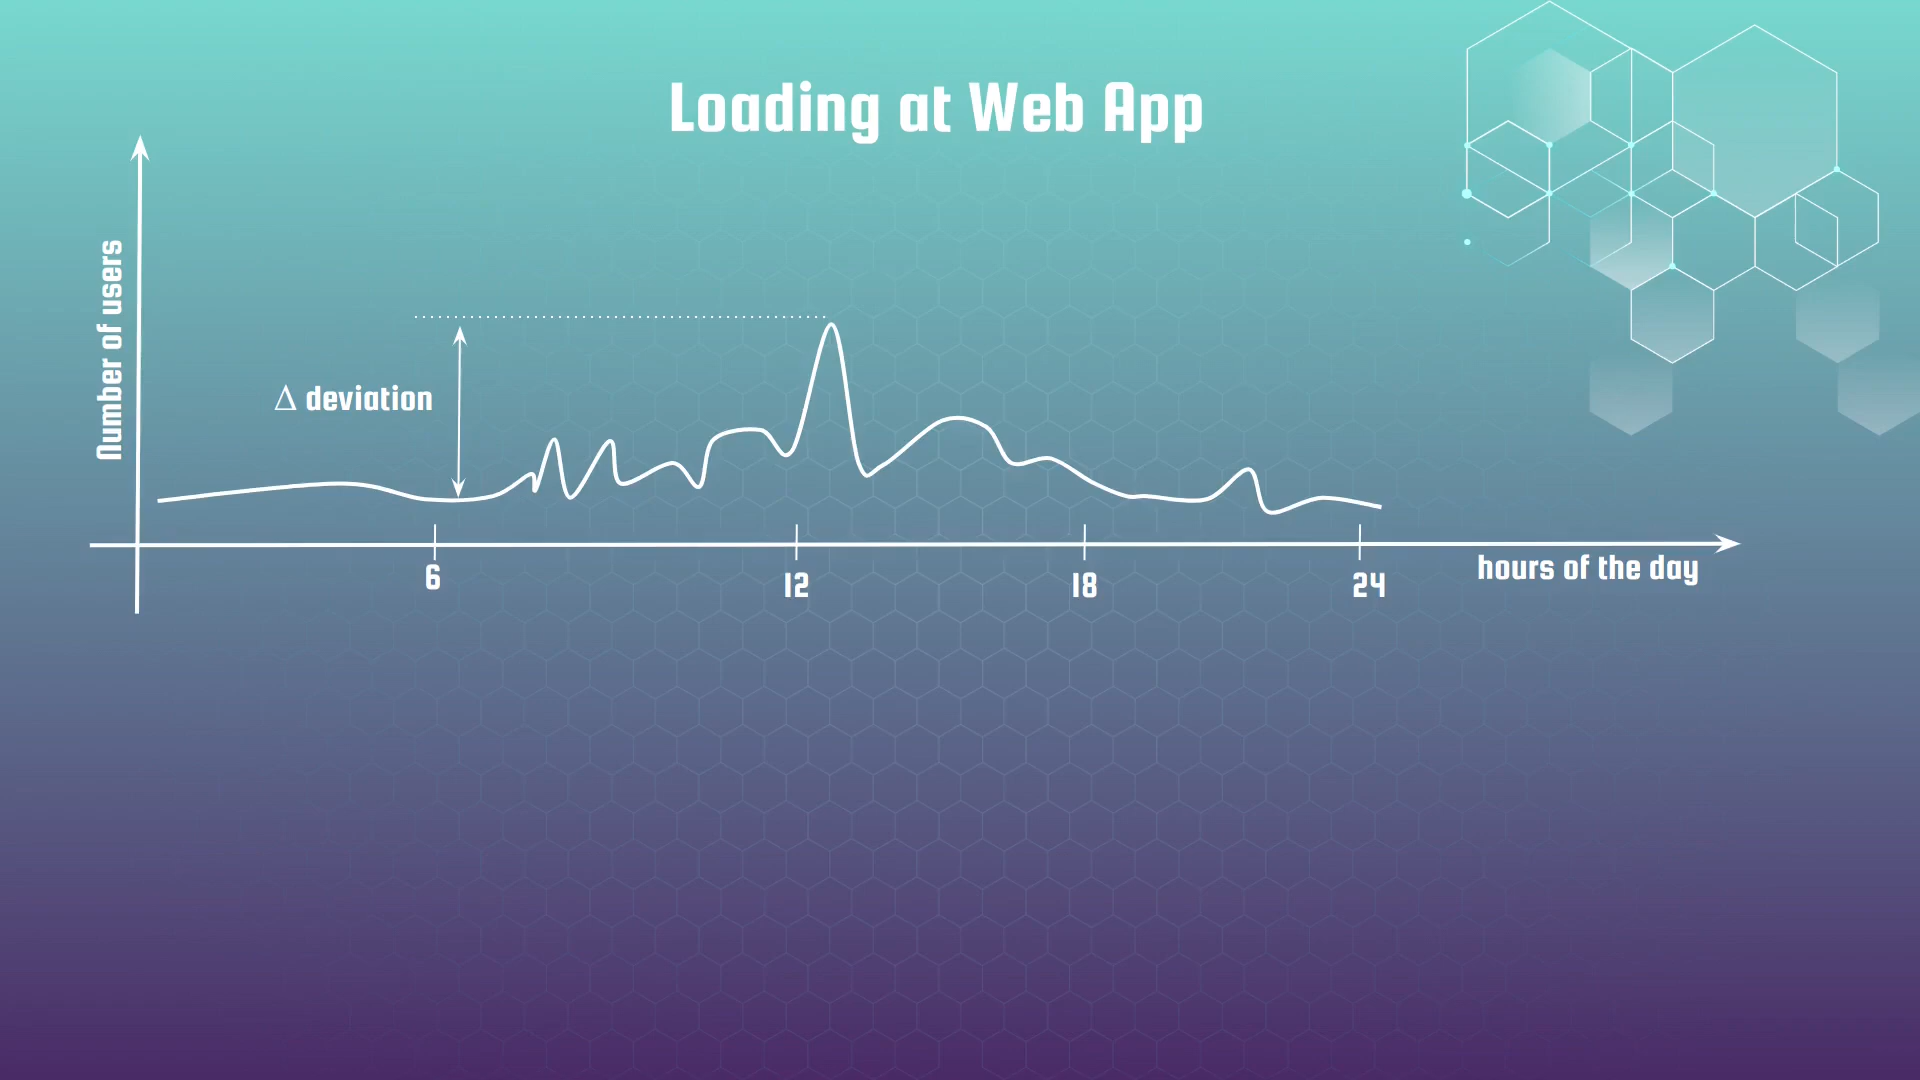 Loading at Web App
Number of users
Δ deviation
6
12
18
24
hours of the day